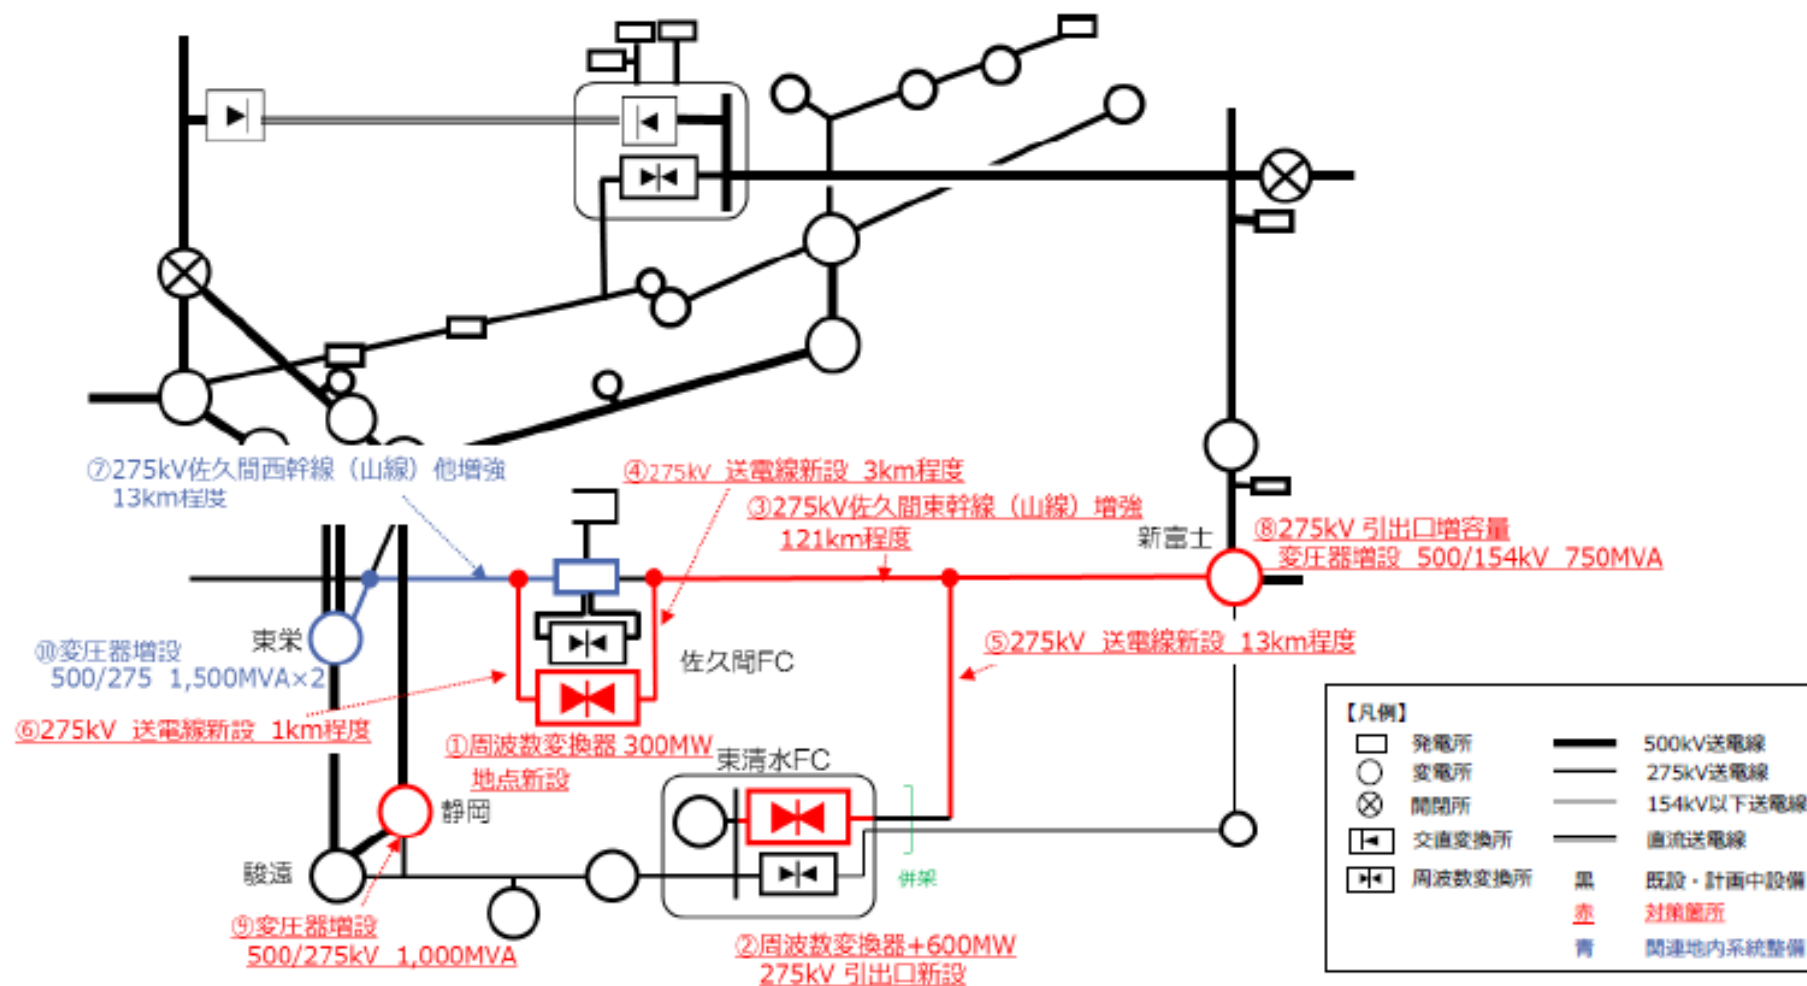 ⑦275kV佐久間西幹線（山線）他増強
13km程度
④275kV 送電線新設 3km程度
③275kV佐久間東幹線（山線）増強
121km程度
新富士
⑧275kV 引出口増容量
変圧器増設 500/154kV 750MVA
東栄
⑩変圧器増設
500/275 1,500MVA×2
佐久間FC
⑤275kV 送電線新設 13km程度
⑥275kV 送電線新設 1km程度
①周波数変換器 300MW
地点新設
東清水FC
静岡
駿遠
併架
⑨変圧器増設
500/275kV 1,000MVA
②周波数変換器+600MW
275kV 引出口新設
【凡例】
発電所
変電所
開閉所
交直変換所
周波数変換所
500kV送電線
275kV送電線
154kV以下送電線
直流送電線
黒 既設・計画中設備
赤 対策箇所
青 関連地内系統整備